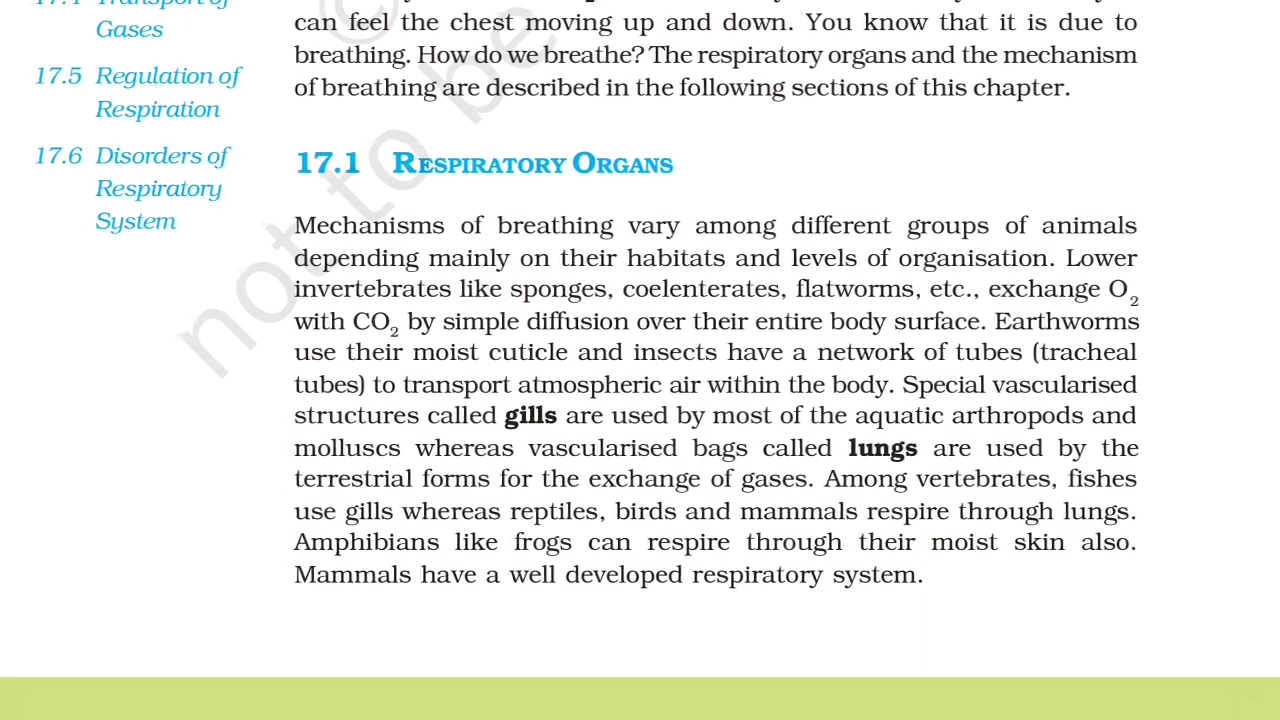 Gases
17.5 Regulation of
Respiration
17.6 Disorders of
Respiratory
System
can feel the chest moving up and down. You know that it is due to
breathing. How do we breathe? The respiratory organs and the mechanism
of breathing are described in the following sections of this chapter.
17.1 RESPIRATORY ORGANS
Mechanisms of breathing vary among different groups of animals
depending mainly on their habitats and levels of organisation. Lower
invertebrates like sponges, coelenterates, flatworms, etc., exchange O2
with CO2 by simple diffusion over their entire body surface. Earthworms
use their moist cuticle and insects have a network of tubes (tracheal
tubes) to transport atmospheric air within the body. Special vascularised
structures called gills are used by most of the aquatic arthropods and
molluscs whereas vascularised bags called lungs are used by the
terrestrial forms for the exchange of gases. Among vertebrates, fishes
use gills whereas reptiles, birds and mammals respire through lungs.
Amphibians like frogs can respire through their moist skin also.
Mammals have a well developed respiratory system.
©
not to be